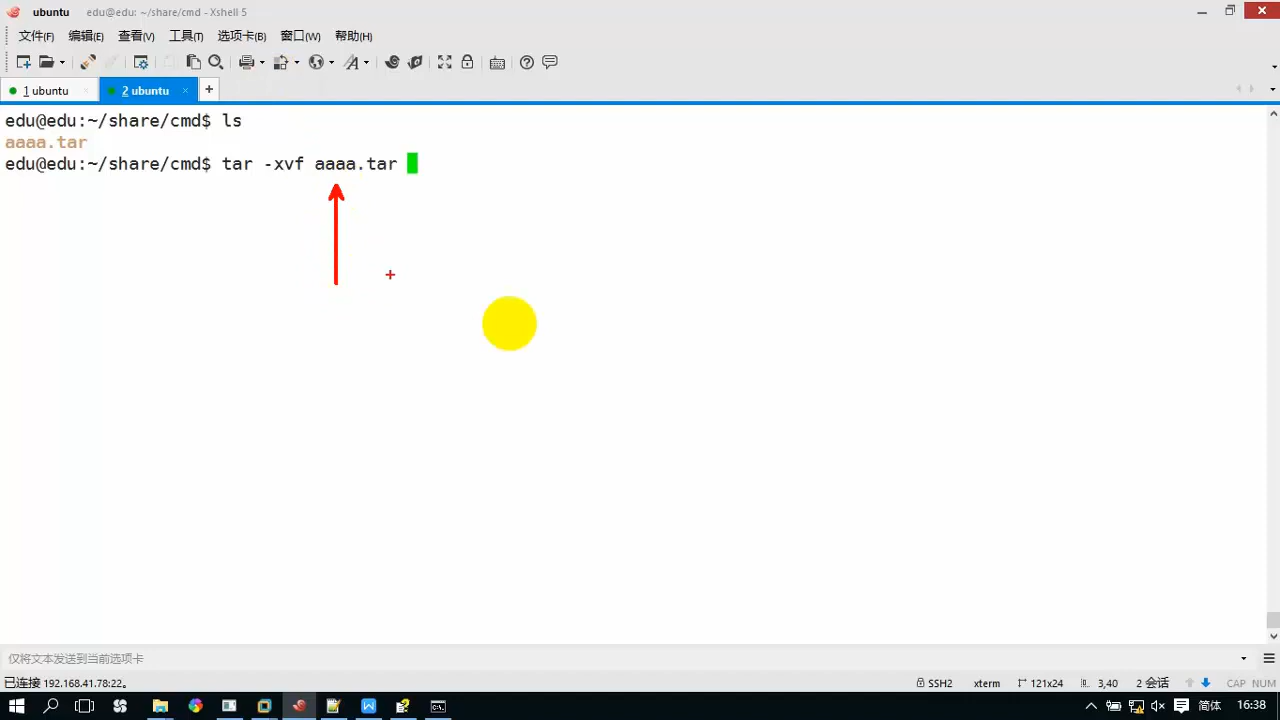 ubuntu edu@edu: ~/share/cmd - Xshell 5
文件(F) 编辑(E) 查看(V) 工具(T) 选项卡(B) 窗口(W) 帮助(H)
1 ubuntu 2 ubuntu
edu@edu:~/share/cmd$ ls
aaaa.tar
edu@edu:~/share/cmd$ tar -xvf aaaa.tar
仅将文本发送到当前选项卡
已连接 192.168.41.78:22。 SSH2 xterm 121x24 3,40 2 会话 CAP NUM
简体 16:38